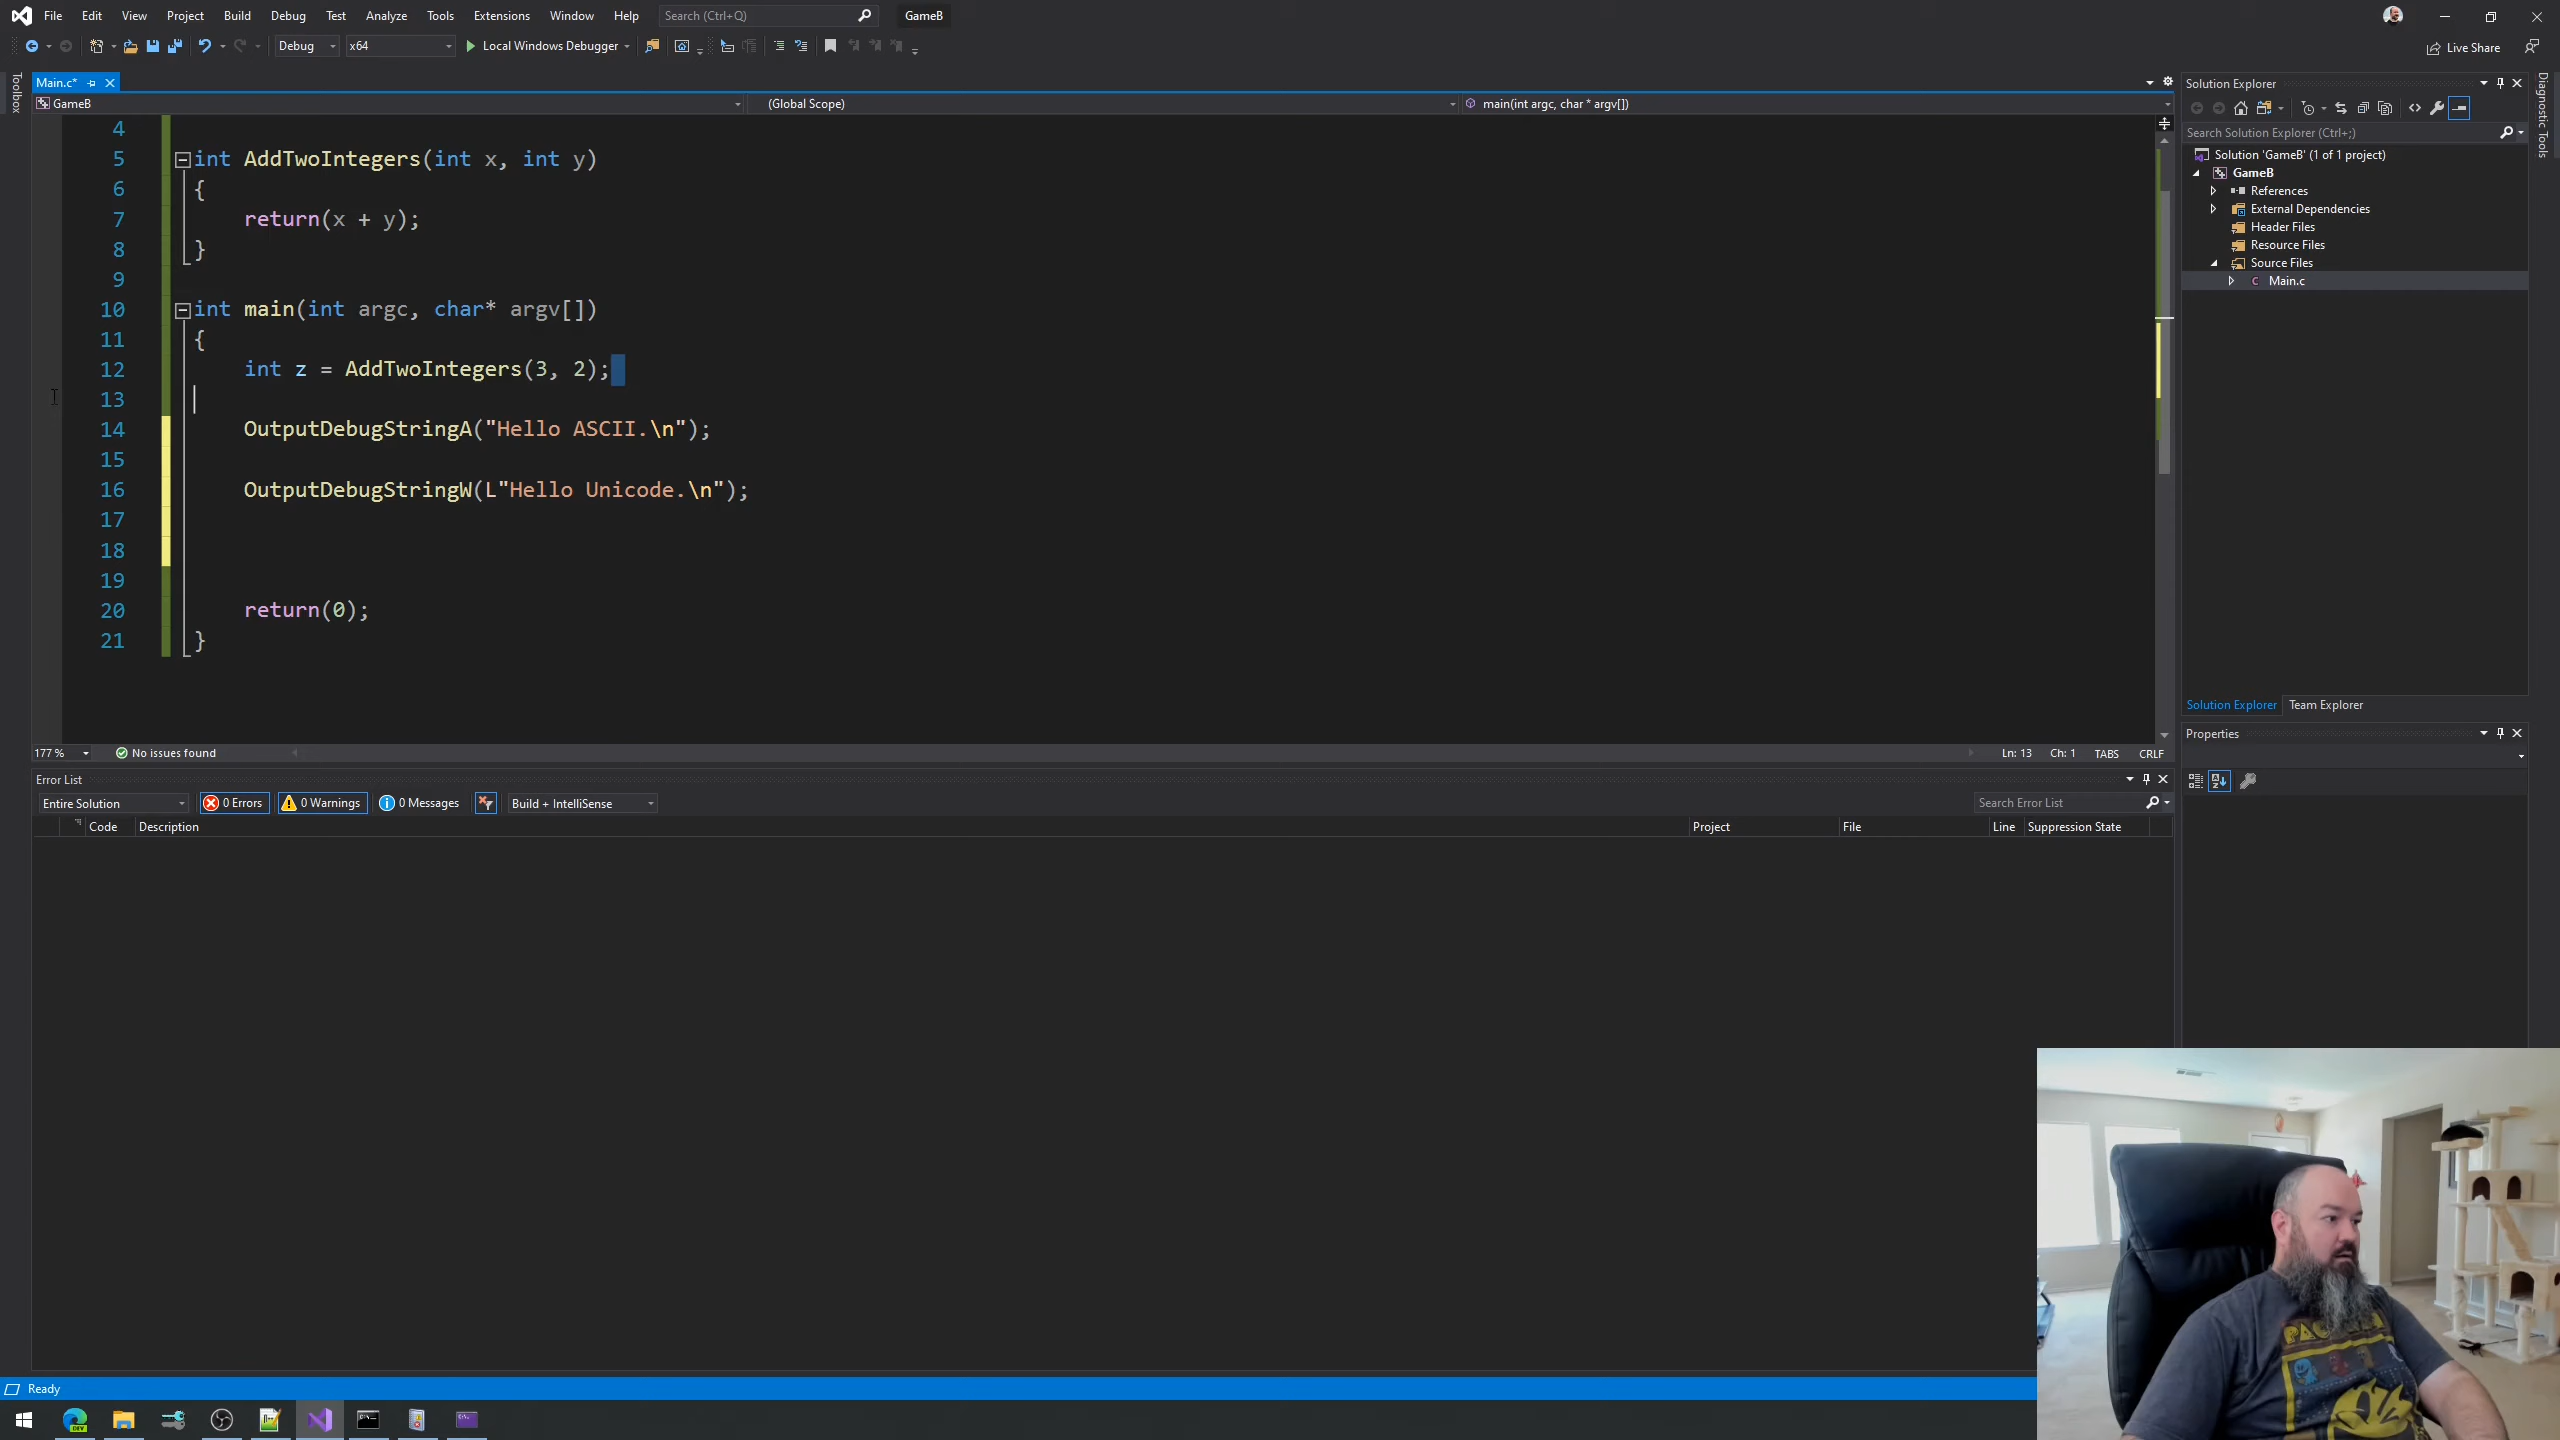 File Edit View Project Build Debug Test Analyze Tools Extensions Window Help Search (Ctrl+Q) GameB
Debug x64 Local Windows Debugger Live Share
Toolbox
Main.c*
GameB (Global Scope) main(int argc, char * argv[])
4
5 int AddTwoIntegers(int x, int y)
6 {
7 return(x + y);
8 }
9
10 int main(int argc, char* argv[])
11 {
12 int z = AddTwoIntegers(3, 2);
13
14 OutputDebugStringA("Hello ASCII.\n");
15
16 OutputDebugStringW(L"Hello Unicode.\n");
17
18
19
20 return(0);
21 }
177 % No issues found Ln: 13 Ch: 1 TABS CRLF
Error List
Entire Solution 0 Errors 0 Warnings 0 Messages Build + IntelliSense Search Error List
Code Description Project File Line Suppression State
Solution Explorer
Search Solution Explorer (Ctrl+;)
Solution 'GameB' (1 of 1 project)
GameB
References
External Dependencies
Header Files
Resource Files
Source Files
Main.c
Solution Explorer Team Explorer
Properties
Diagnostic Tools
Ready
DEV